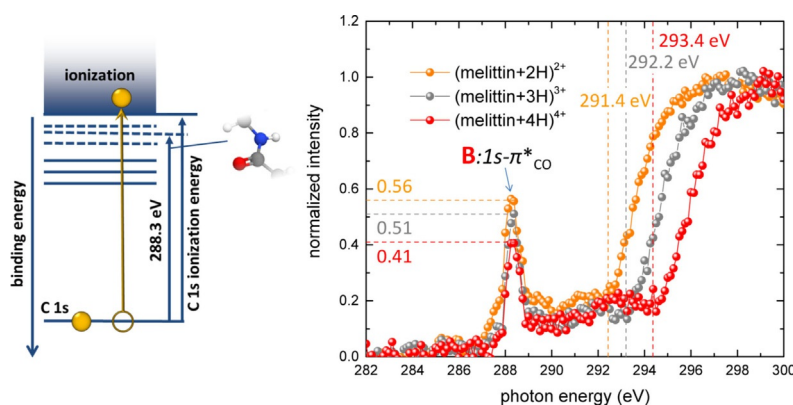 ionization
binding energy
C 1s
288.3 eV
C 1s ionization energy
normalized intensity
1.2
1.0
0.8
0.6
0.4
0.2
0.0
(melittin+2H)²⁺
(melittin+3H)³⁺
(melittin+4H)⁴⁺
293.4 eV
292.2 eV
291.4 eV
B:1s-π*CO
0.56
0.51
0.41
282 284 286 288 290 292 294 296 298 300
photon energy (eV)